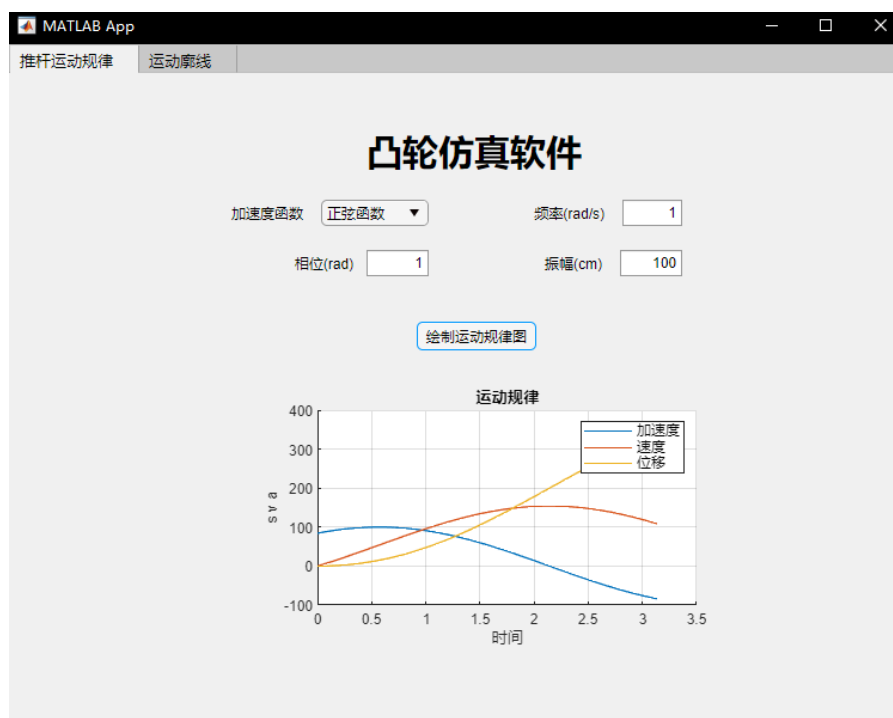 MATLAB App
推杆运动规律 运动廓线
凸轮仿真软件
加速度函数 正弦函数 频率(rad/s) 1
相位(rad) 1 振幅(cm) 100
绘制运动规律图
运动规律
400
300
200
100
0
-100
s v a
加速度
速度
位移
0 0.5 1 1.5 2 2.5 3 3.5
时间